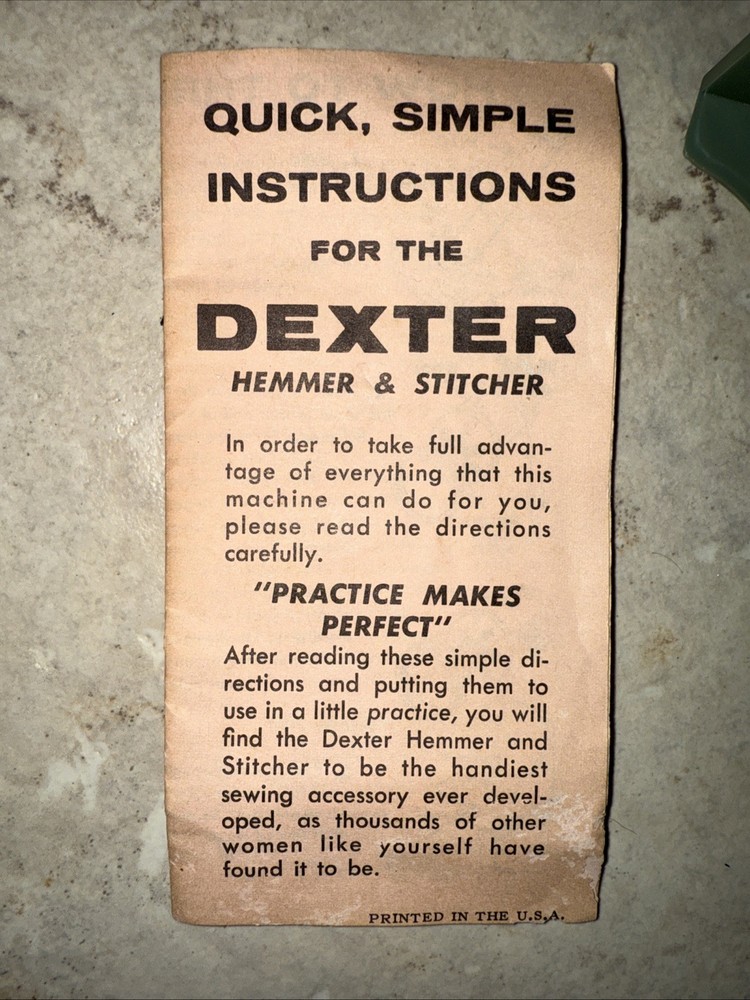 QUICK, SIMPLE
INSTRUCTIONS
FOR THE
DEXTER
HEMMER & STITCHER
In order to take full advan-
tage of everything that this
machine can do for you,
please read the directions
carefully.
"PRACTICE MAKES
PERFECT"
After reading these simple di-
rections and putting them to
use in a little practice, you will
find the Dexter Hemmer and
Stitcher to be the handiest
sewing accessory ever devel-
oped, as thousands of other
women like yourself have
found it to be.
PRINTED IN THE U.S.A.